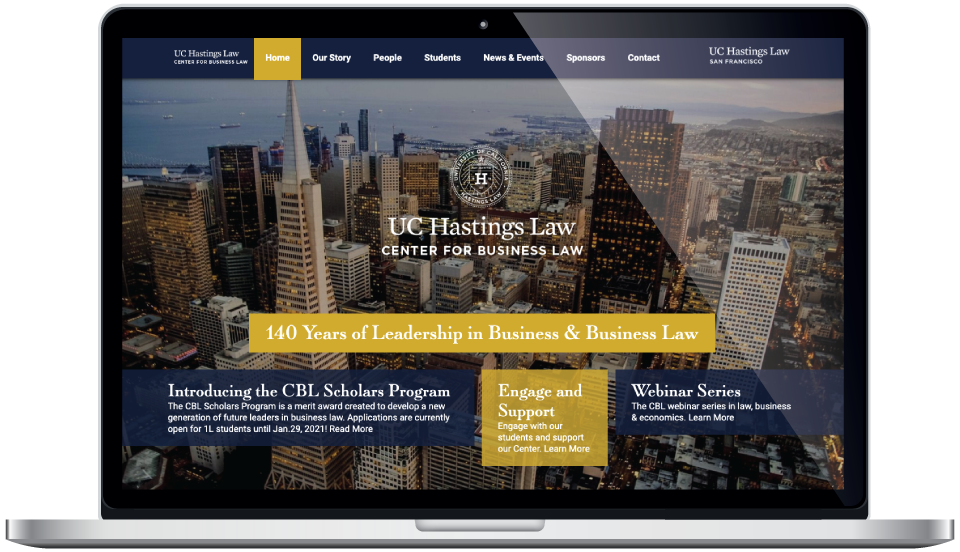 UC Hastings Law
CENTER FOR BUSINESS LAW
Home
Our Story
People
Students
News & Events
Sponsors
Contact
UC Hastings Law
SAN FRANCISCO
UNIVERSITY OF CALIFORNIA
H
HASTINGS LAW
UC Hastings Law
CENTER FOR BUSINESS LAW
140 Years of Leadership in Business & Business Law
Introducing the CBL Scholars Program
The CBL Scholars Program is a merit award created to develop a new
generation of future leaders in business law. Applications are currently
open for 1L students until Jan.29, 2021! Read More
Engage and
Support
Engage with our
students and support
our Center. Learn More
Webinar Series
The CBL webinar series in law, business
& economics. Learn More